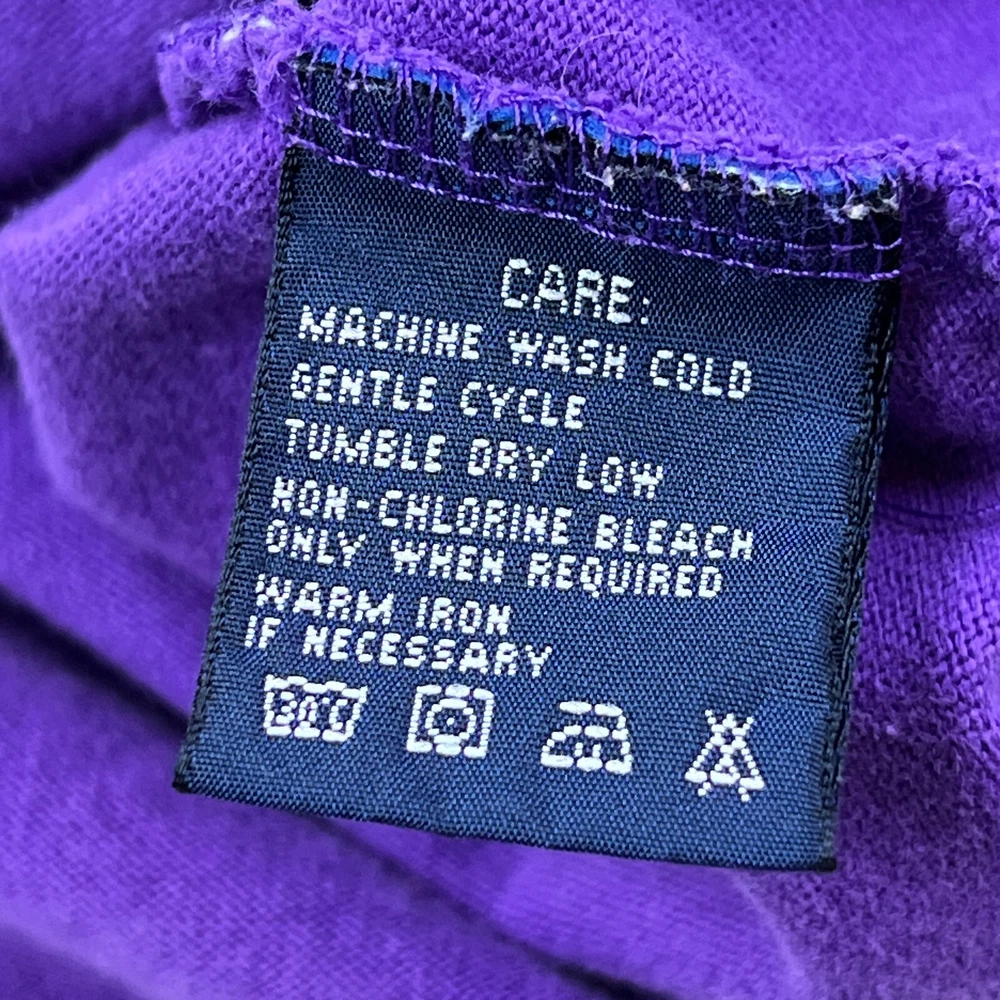 CARE:
MACHINE WASH COLD
GENTLE CYCLE
TUMBLE DRY LOW
NON-CHLORINE BLEACH
ONLY WHEN REQUIRED
WARM IRON
IF NECESSARY